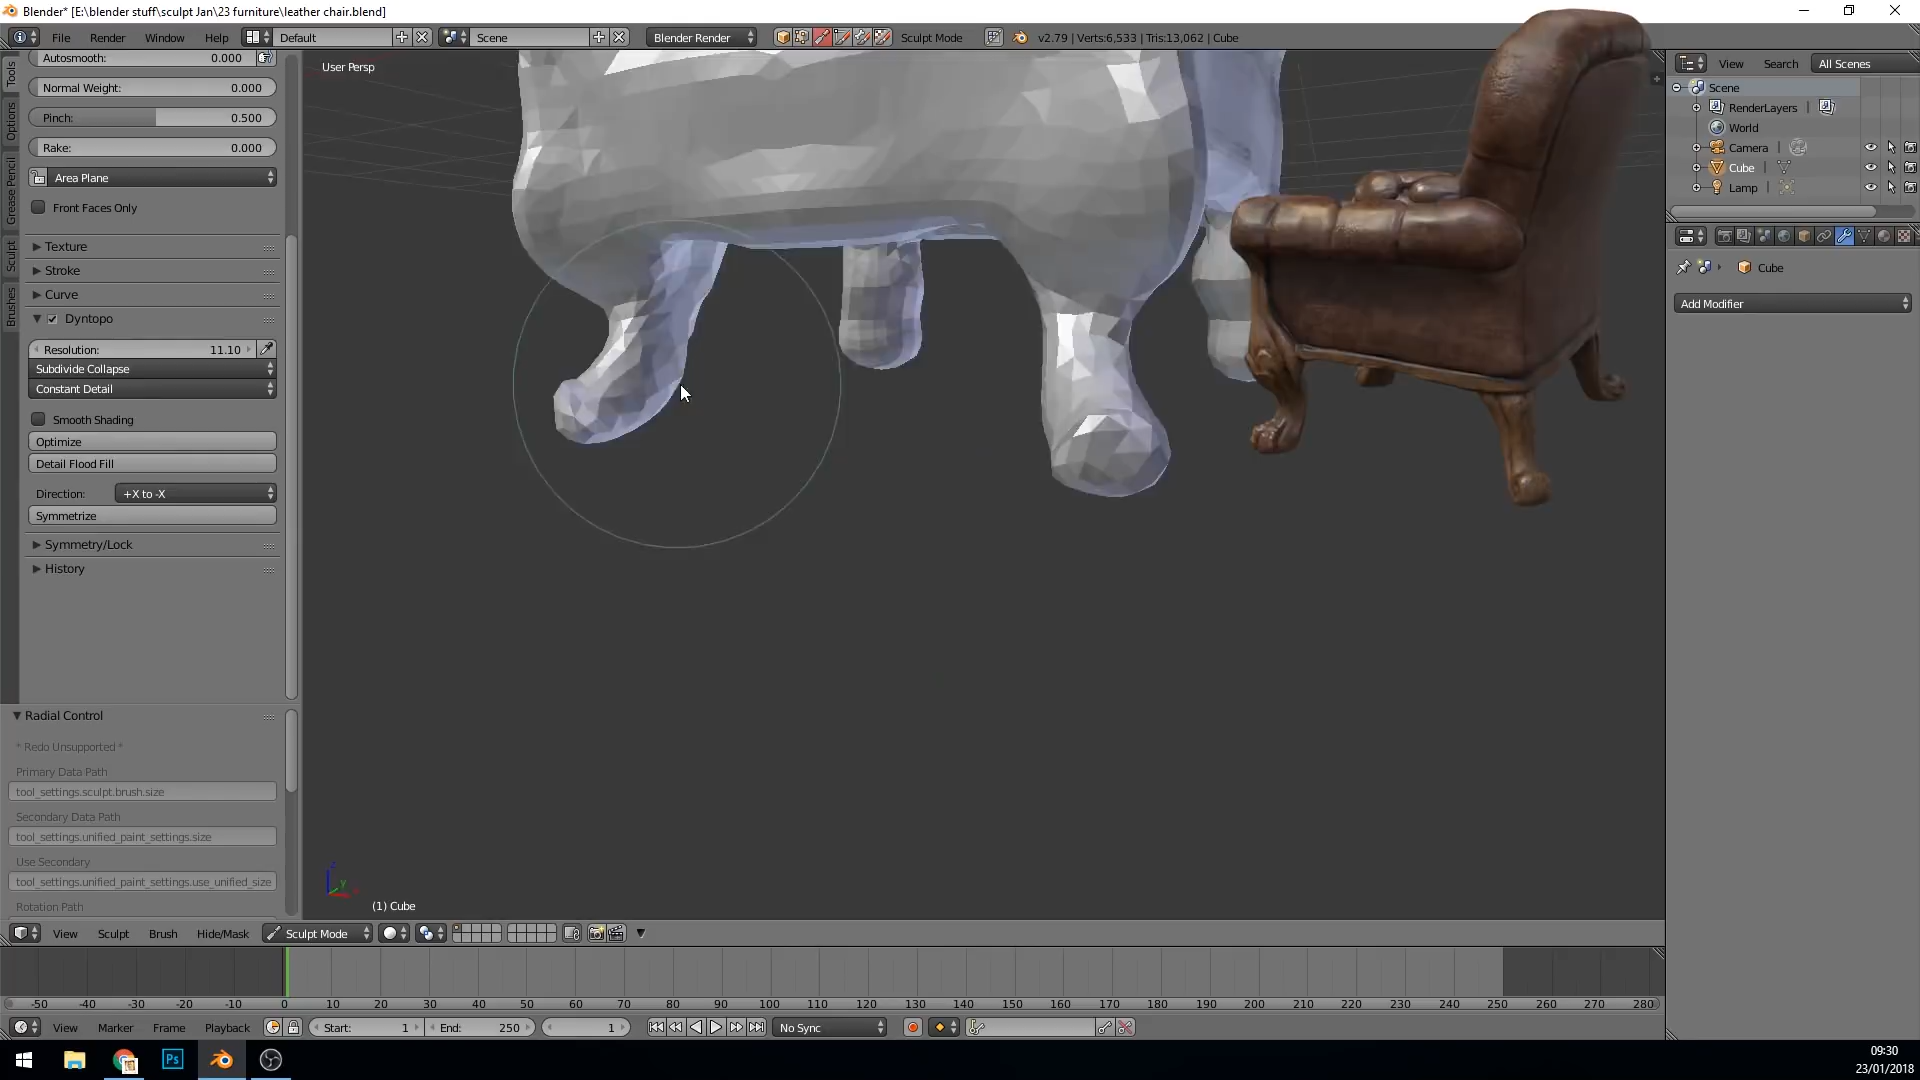 Blender* [E:\blender stuff\sculpt Jan\23 furniture\leather chair.blend]
File Render Window Help Default Scene Blender Render Sculpt Mode v2.79 | Verts:6,533 | Tris:13,062 | Cube
Tools
Options
Grease Pencil
Sculpt
Brushes
Autosmooth: 0.000
Normal Weight: 0.000
Pinch: 0.500
Rake: 0.000
Area Plane
Front Faces Only
Texture
Stroke
Curve
Dyntopo
Resolution: 11.10
Subdivide Collapse
Constant Detail
Smooth Shading
Optimize
Detail Flood Fill
Direction: +X to -X
Symmetrize
Symmetry/Lock
History
Radial Control
* Redo Unsupported *
Primary Data Path
tool_settings.sculpt.brush.size
Secondary Data Path
tool_settings.unified_paint_settings.size
Use Secondary
tool_settings.unified_paint_settings.use_unified_size
Rotation Path
User Persp
z
y
(1) Cube
View Search All Scenes
Scene
RenderLayers
World
Camera
Cube
Lamp
Cube
Add Modifier
View Sculpt Brush Hide/Mask Sculpt Mode
-50 -40 -30 -20 -10 0 10 20 30 40 50 60 70 80 90 100 110 120 130 140 150 160 170 180 190 200 210 220 230 240 250 260 270 280
View Marker Frame Playback Start: 1 End: 250 1 No Sync
Ps
09:30
23/01/2018